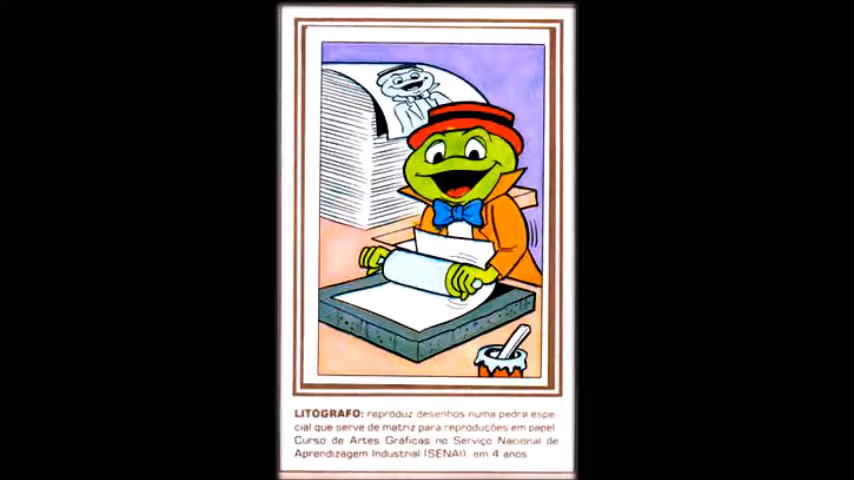 LITÓGRAFO: reproduz desenhos numa pedra espe-
cial que serve de matriz para reproduções em papel
Curso de Artes Gráficas no Serviço Nacional de
Aprendizagem Industrial (SENAI) em 4 anos